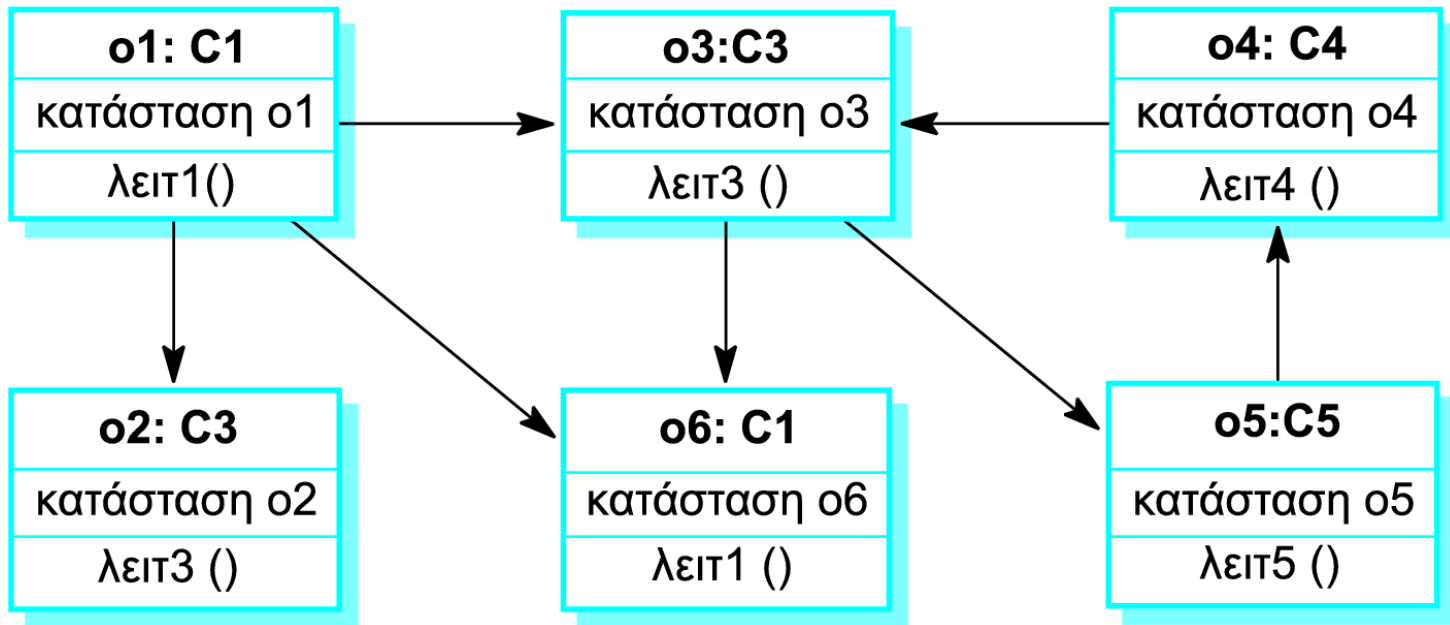 o1: C1
κατάσταση o1
λειτ1()
o3:C3
κατάσταση o3
λειτ3 ()
o4: C4
κατάσταση o4
λειτ4 ()
o2: C3
κατάσταση o2
λειτ3 ()
o6: C1
κατάσταση o6
λειτ1 ()
o5:C5
κατάσταση o5
λειτ5 ()